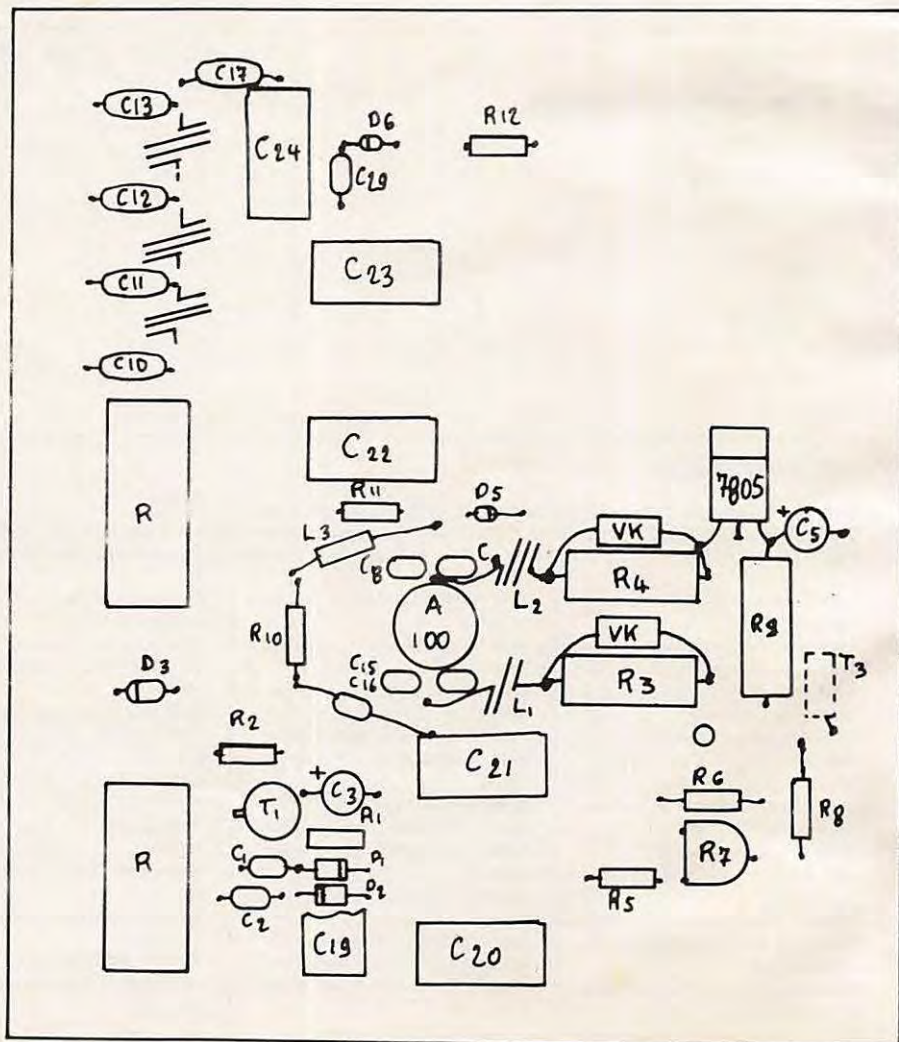 C17
C13
D6
R12
C24
C29
C12
C23
C11
C10
C22
7805
R
R11
D5
+
C5
L3
VK
C8
C
R4
L2
A
100
R9
R10
VK
C15
C16
R3
T3
D3
L1
R2
C21
+
C3
R6
T1
R1
R8
C1
D1
R7
R
D2
R5
C2
C19
C20